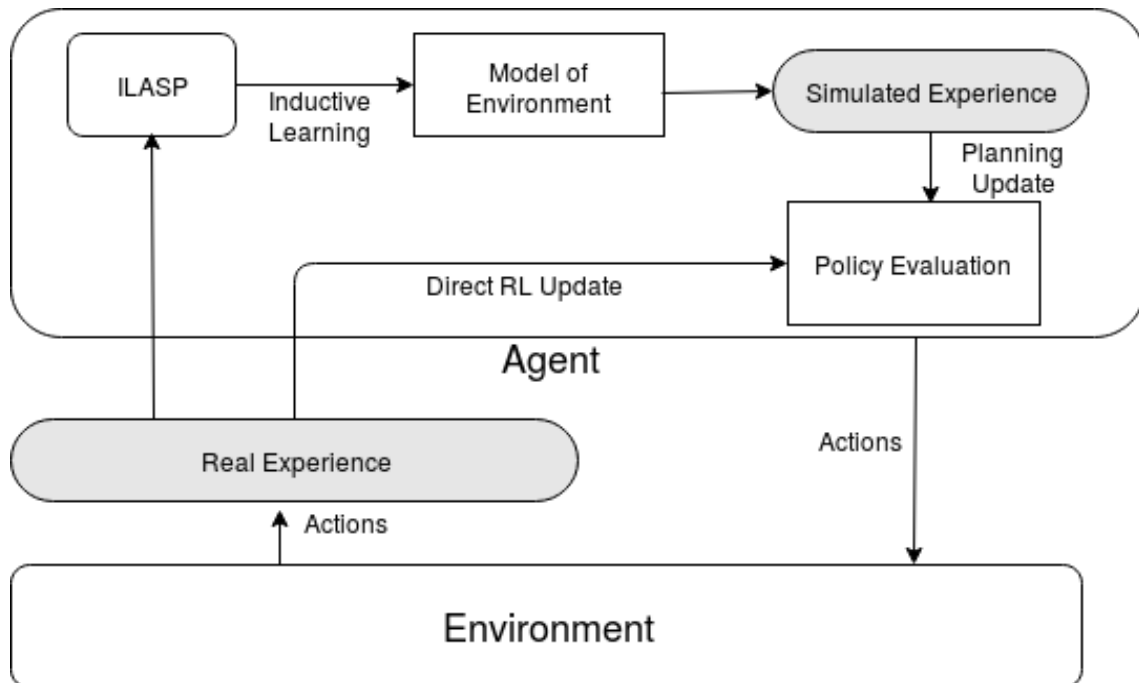 ILASP
Inductive
Learning
Model of
Environment
Simulated Experience
Planning
Update
Policy Evaluation
Direct RL Update
Agent
Real Experience
Actions
Actions
Environment